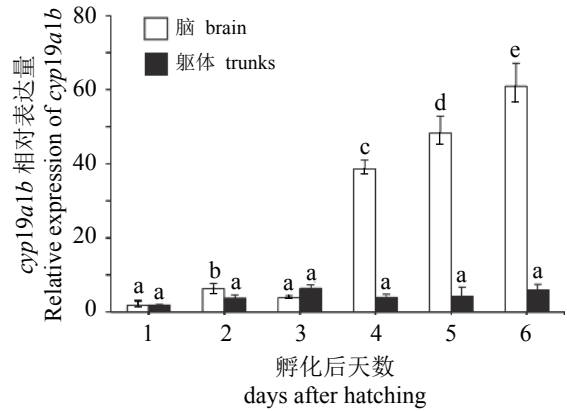 cyp19a1b 相对表达量
Relative expression of cyp19a1b
80
60
40
20
0
脑 brain
躯体 trunks
a a
b a
a a
c a
d a
e a
1 2 3 4 5 6
孵化后天数
days after hatching